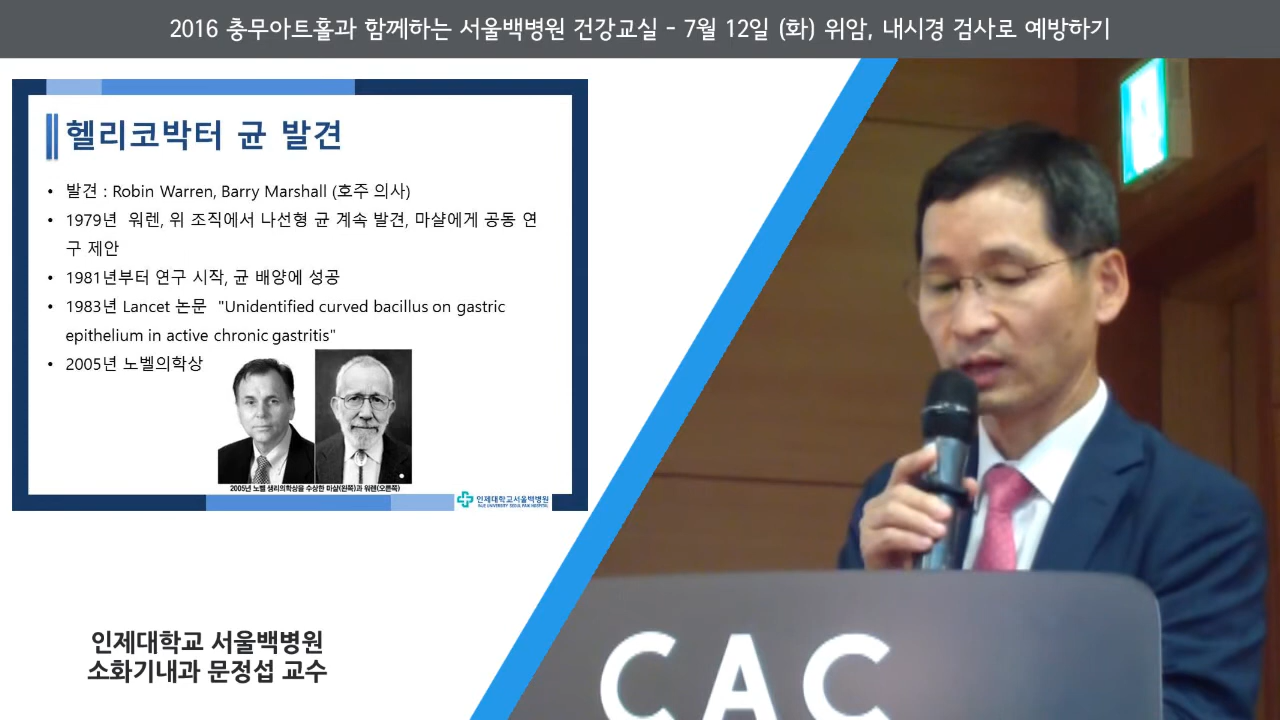 2016 충무아트홀과 함께하는 서울백병원 건강교실 - 7월 12일 (화) 위암, 내시경 검사로 예방하기
헬리코박터 균 발견
• 발견 : Robin Warren, Barry Marshall (호주 의사)
• 1979년 워렌, 위 조직에서 나선형 균 계속 발견, 마샬에게 공동 연
구 제안
• 1981년부터 연구 시작, 균 배양에 성공
• 1983년 Lancet 논문 "Unidentified curved bacillus on gastric
epithelium in active chronic gastritis"
• 2005년 노벨의학상
2005년 노벨 생리의학상을 수상한 마샬(왼쪽)과 워렌(오른쪽)
인제대학교서울백병원
INJE UNIVERSITY SEOUL PAIK HOSPITAL
인제대학교 서울백병원
소화기내과 문정섭 교수
CAC